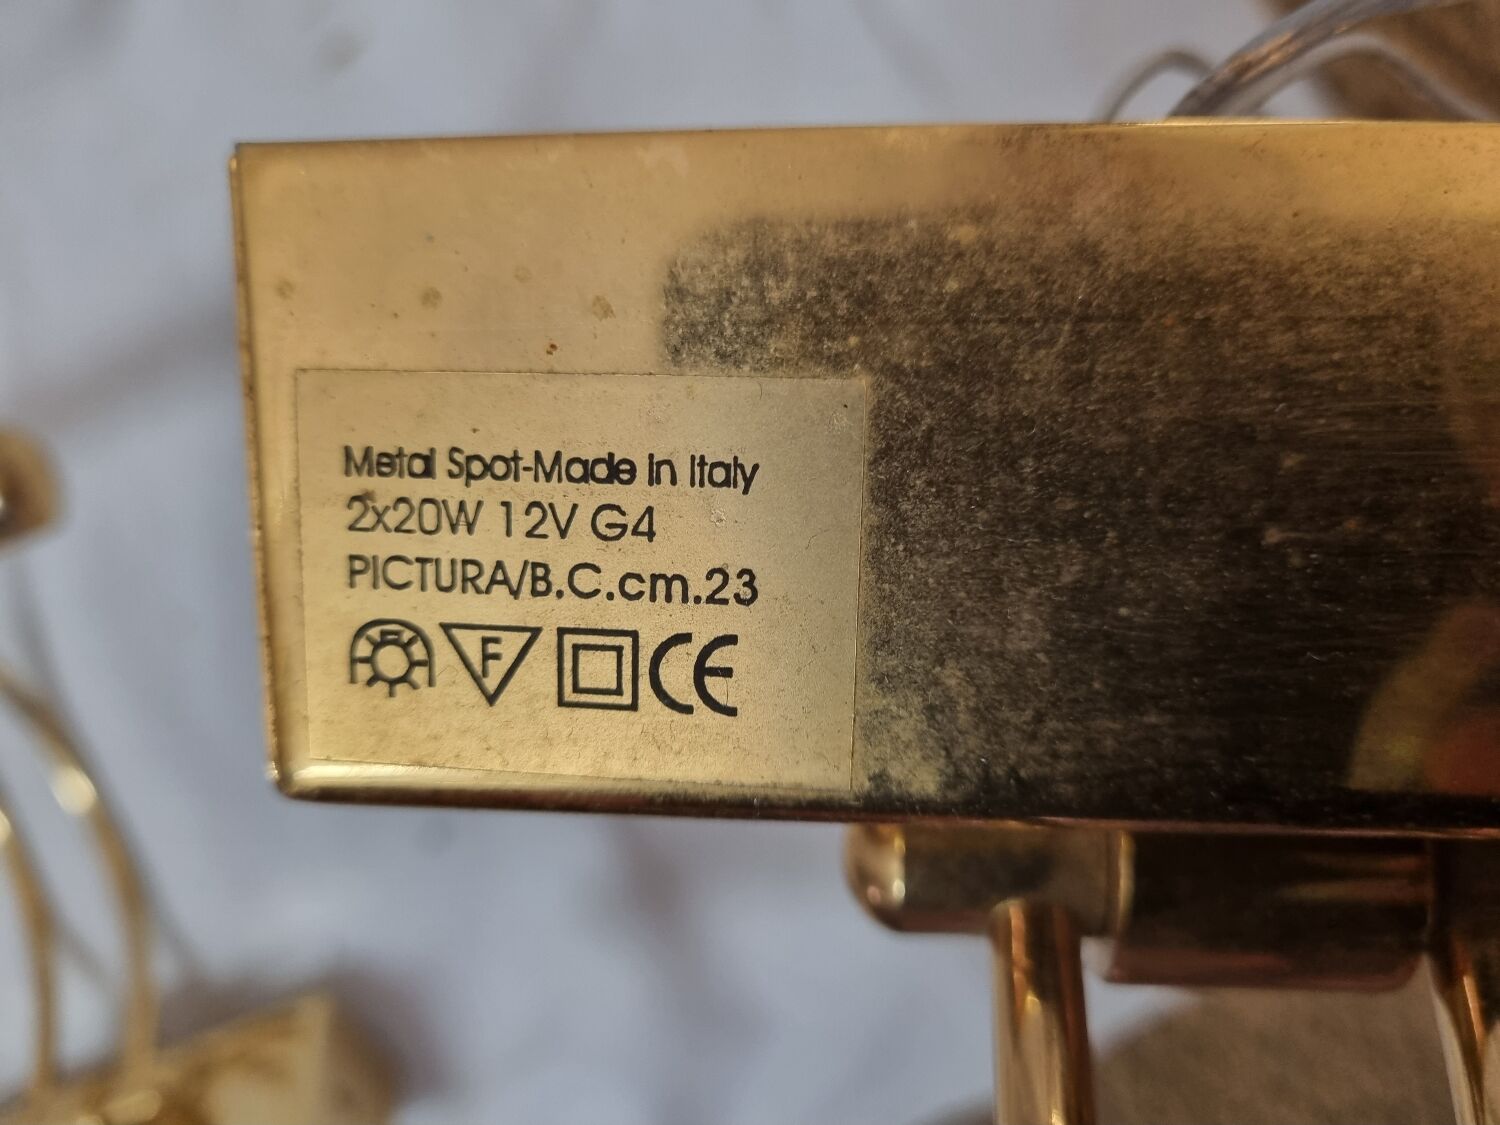 Metal Spot-Made in Italy
2x20W 12V G4
PICTURA/B.C.cm.23
F CE